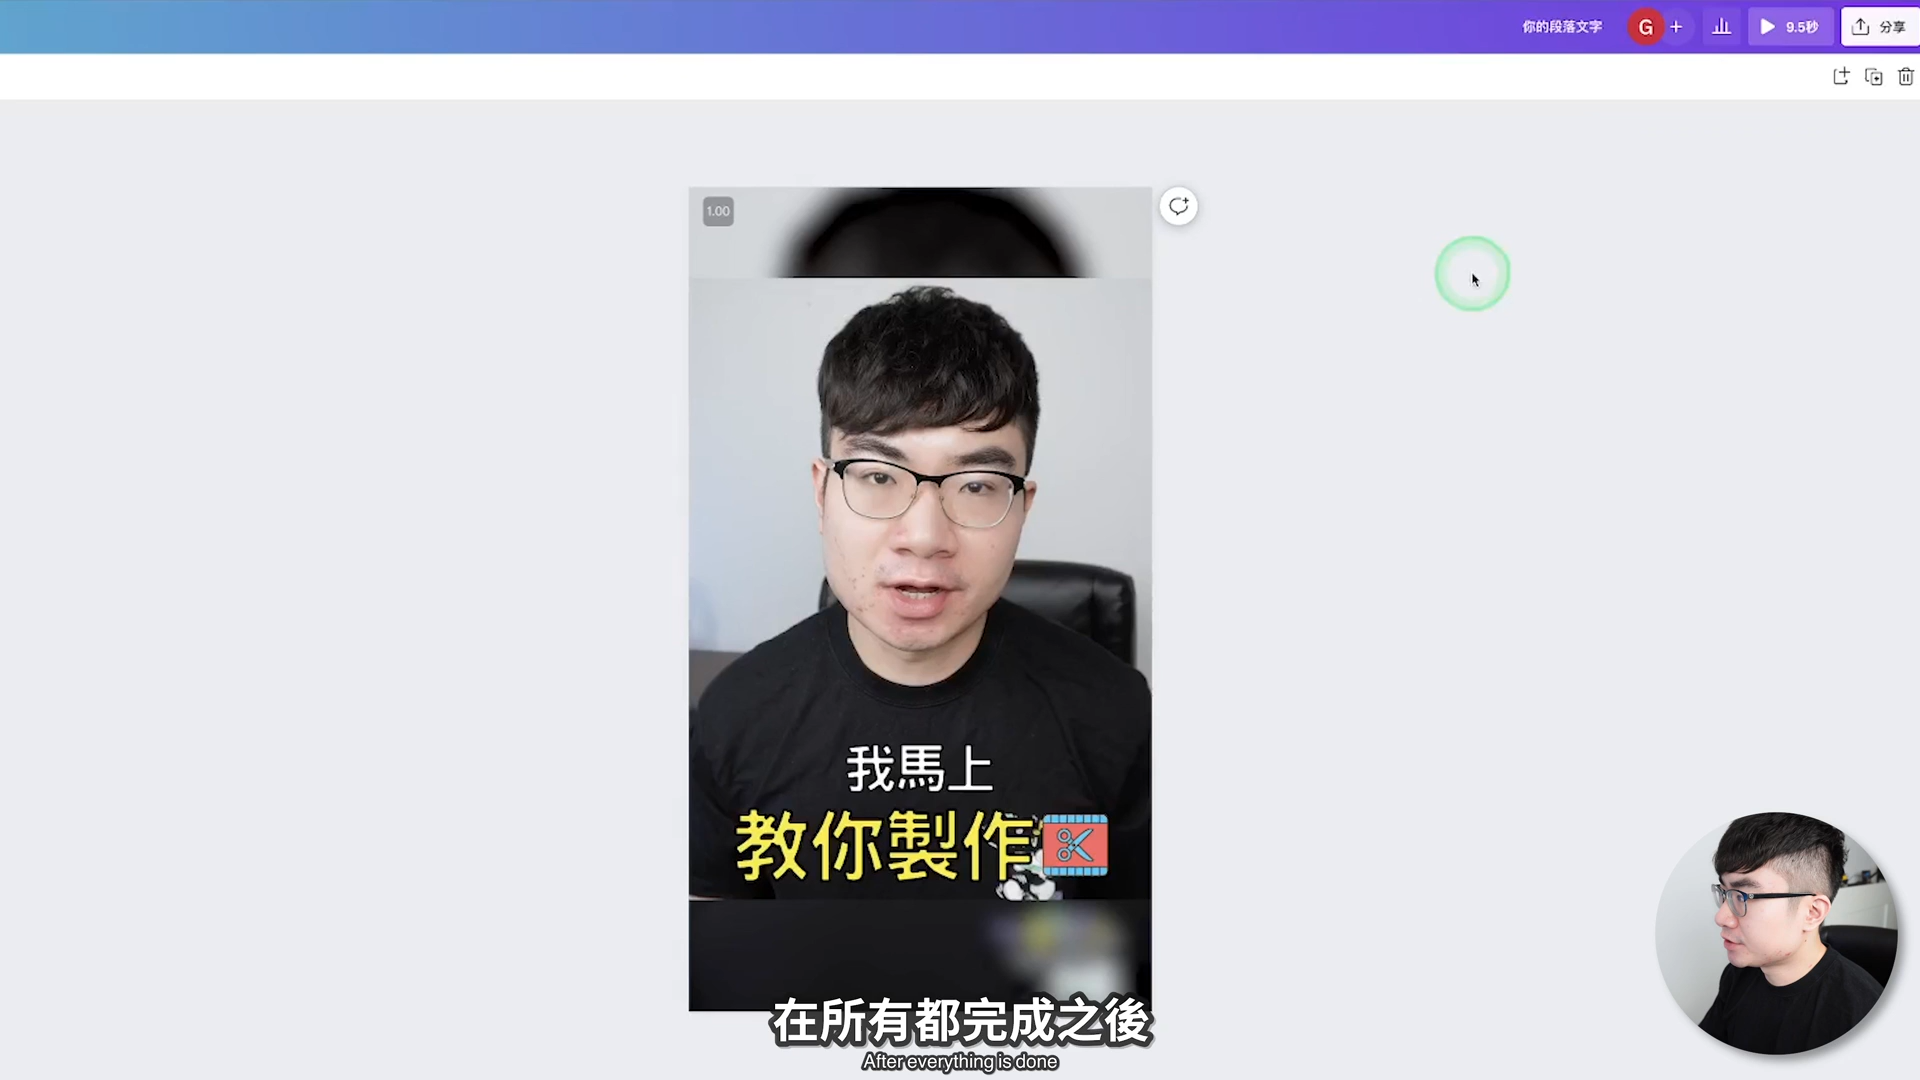 你的段落文字
G
9.5秒
分享
1.00
我馬上
教你製作
在所有都完成之後
After everything is done